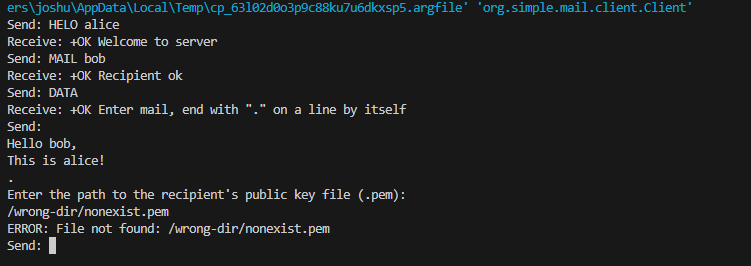 ers\joshu\AppData\Local\Temp\cp_63l02d0o3p9c88ku7u6dkxsp5.argfile' 'org.simple.mail.client.Client'
Send: HELO alice
Receive: +OK Welcome to server
Send: MAIL bob
Receive: +OK Recipient ok
Send: DATA
Receive: +OK Enter mail, end with "." on a line by itself
Send:
Hello bob,
This is alice!
.
Enter the path to the recipient's public key file (.pem):
/wrong-dir/nonexist.pem
ERROR: File not found: /wrong-dir/nonexist.pem
Send: